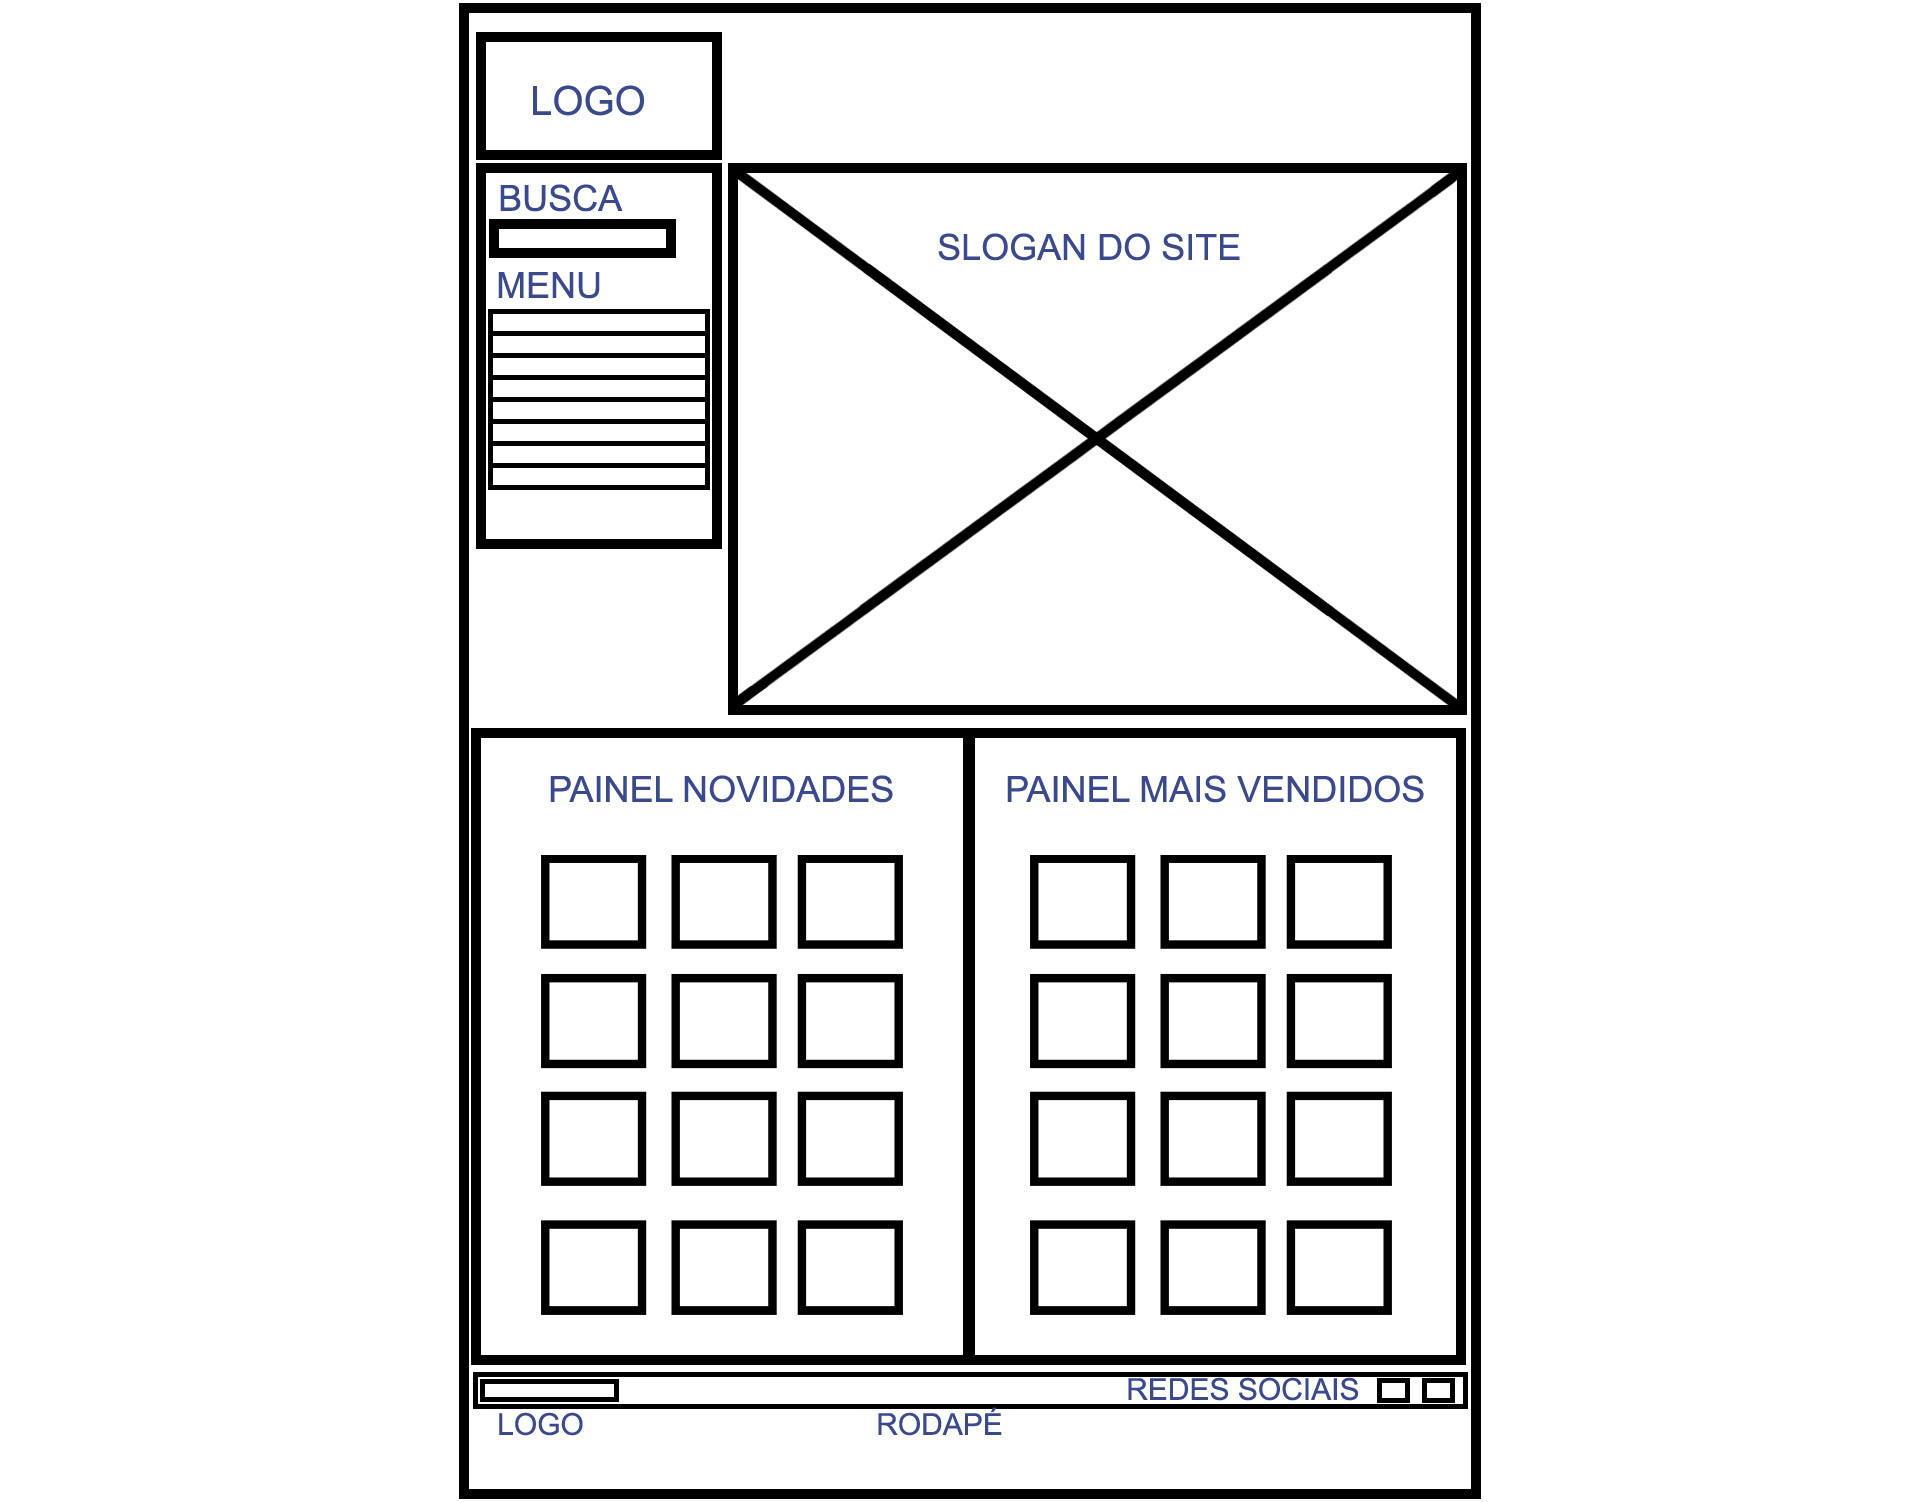 LOGO
BUSCA
MENU
SLOGAN DO SITE
PAINEL NOVIDADES
PAINEL MAIS VENDIDOS
REDES SOCIAIS
LOGO
RODAPÉ